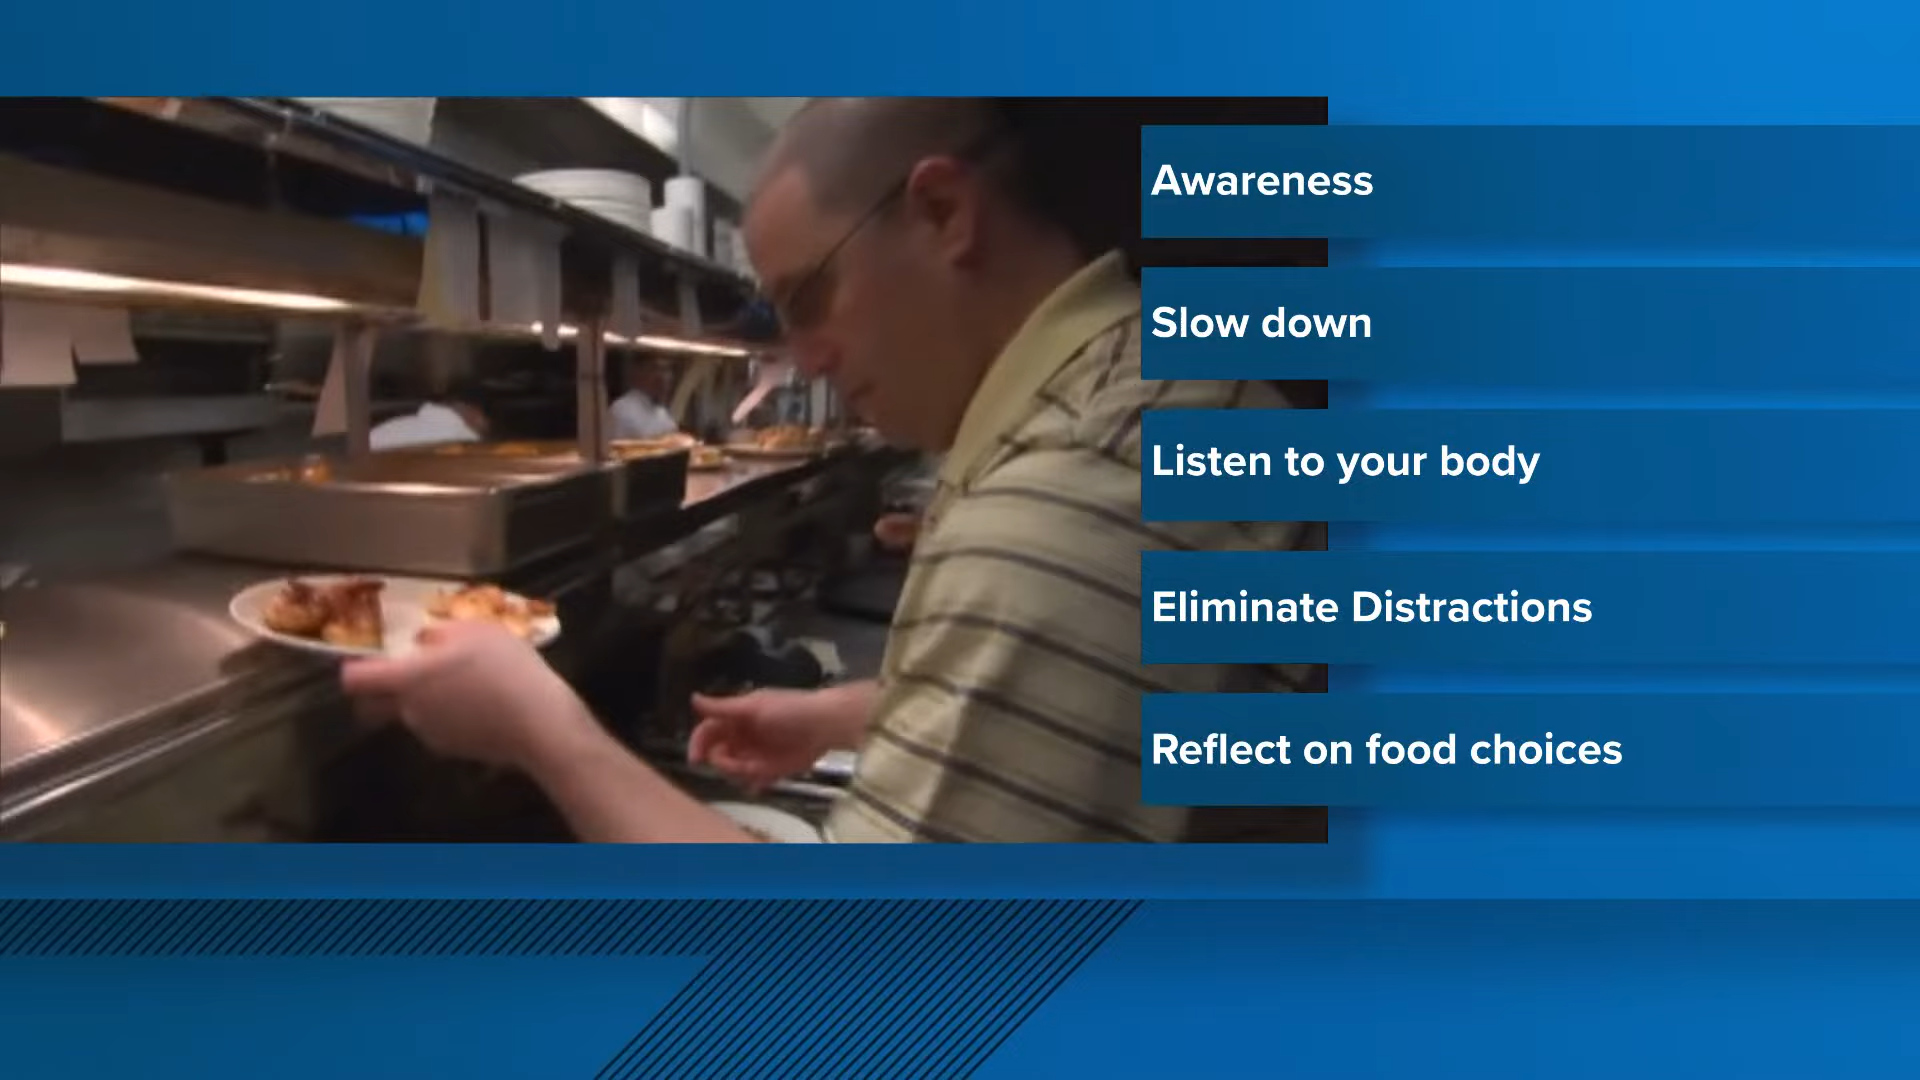 Awareness
Slow down
Listen to your body
Eliminate Distractions
Reflect on food choices